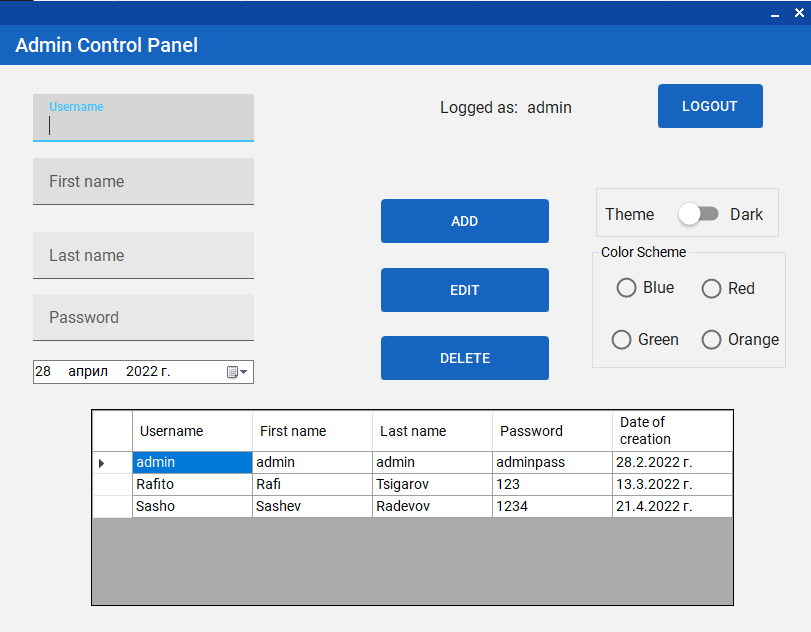 Admin Control Panel
Username
Logged as: admin
LOGOUT
First name
Last name
Password
28 април 2022 г.
ADD
EDIT
DELETE
Theme Dark
Color Scheme
Blue Red
Green Orange
Username First name Last name Password Date of
creation
admin admin admin adminpass 28.2.2022 г.
Rafito Rafi Tsigarov 123 13.3.2022 г.
Sasho Sashev Radevov 1234 21.4.2022 г.